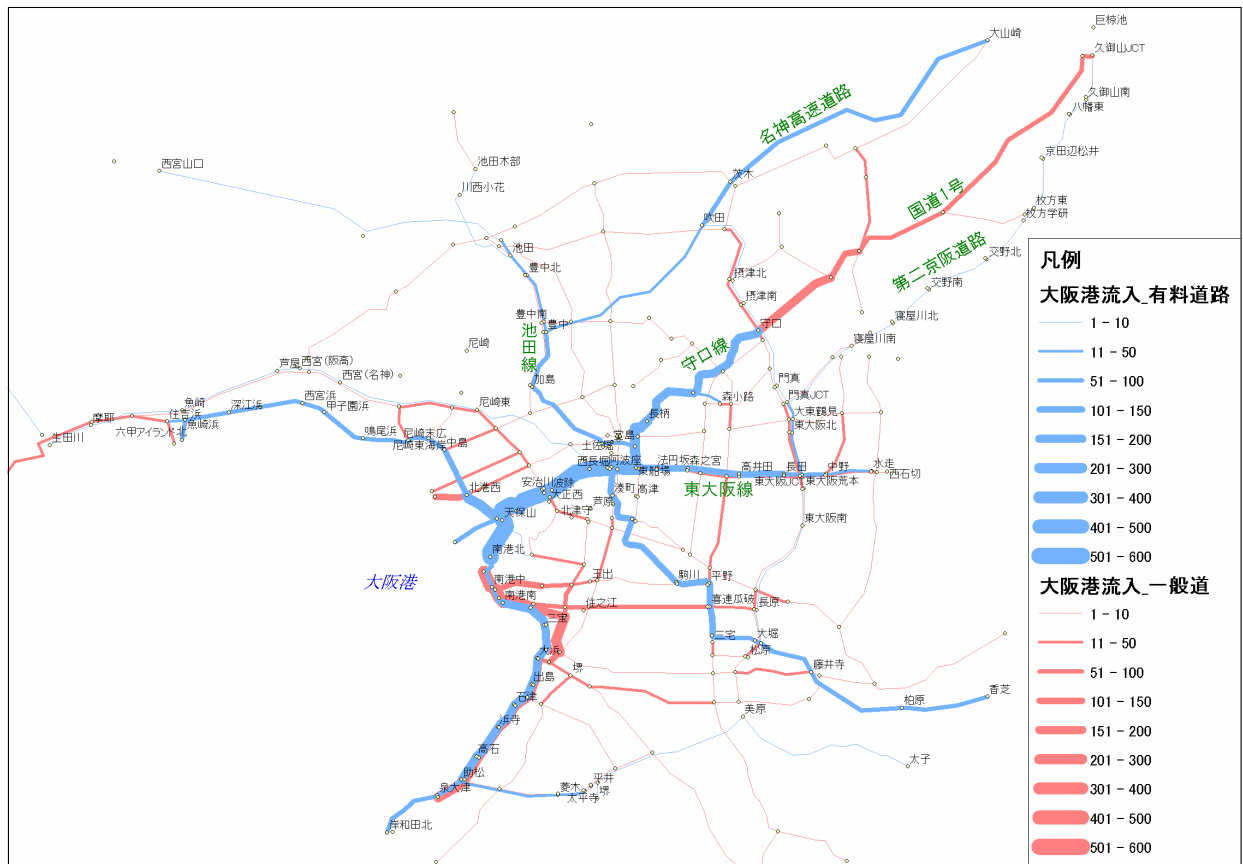 大山崎
巨椋池
久御山JCT
久御山南
八幡東
名神高速道路
京田辺松井
池田木部
西宮山口
茨木
川西小花
国道1号
枚方東
枚方学研
吹田
池田
第二京阪道路
交野北
豊中北
摂津北
交野南
摂津南
豊中南
豊中
守口
寝屋川北
池田線
尼崎
守口線
寝屋川南
芦屋
西宮(阪高)
西宮(名神)
加島
門真
門真JCT
魚崎
深江浜
西宮浜
甲子園浜
尼崎東
森小路
大東鶴見
摩耶
住吉浜
魚崎浜
長柄
東大阪北
生田川
六甲アイランド北
鳴尾浜
尼崎末広
尼崎東海岸
中島
土佐堀
堂島
西長堀
阿波座
東船場
法円坂
森之宮
高井田
長田
中野
水走
西石切
東大阪JCT
東大阪荒本
東大阪線
北港西
安治川
波除
大正西
芦原
湊町
高津
天保山
北津守
東大阪南
南港北
大阪港
南港中
玉出
駒川
平野
南港南
住之江
喜連瓜破
長原
三宝
三宅
大堀
松原
大浜
堺
藤井寺
出島
石津
香芝
柏原
浜寺
美原
高石
太子
助松
泉大津
菱木
太平寺
平井
堺
岸和田北
凡例
大阪港流入_有料道路
1 - 10
11 - 50
51 - 100
101 - 150
151 - 200
201 - 300
301 - 400
401 - 500
501 - 600
大阪港流入_一般道
1 - 10
11 - 50
51 - 100
101 - 150
151 - 200
201 - 300
301 - 400
401 - 500
501 - 600